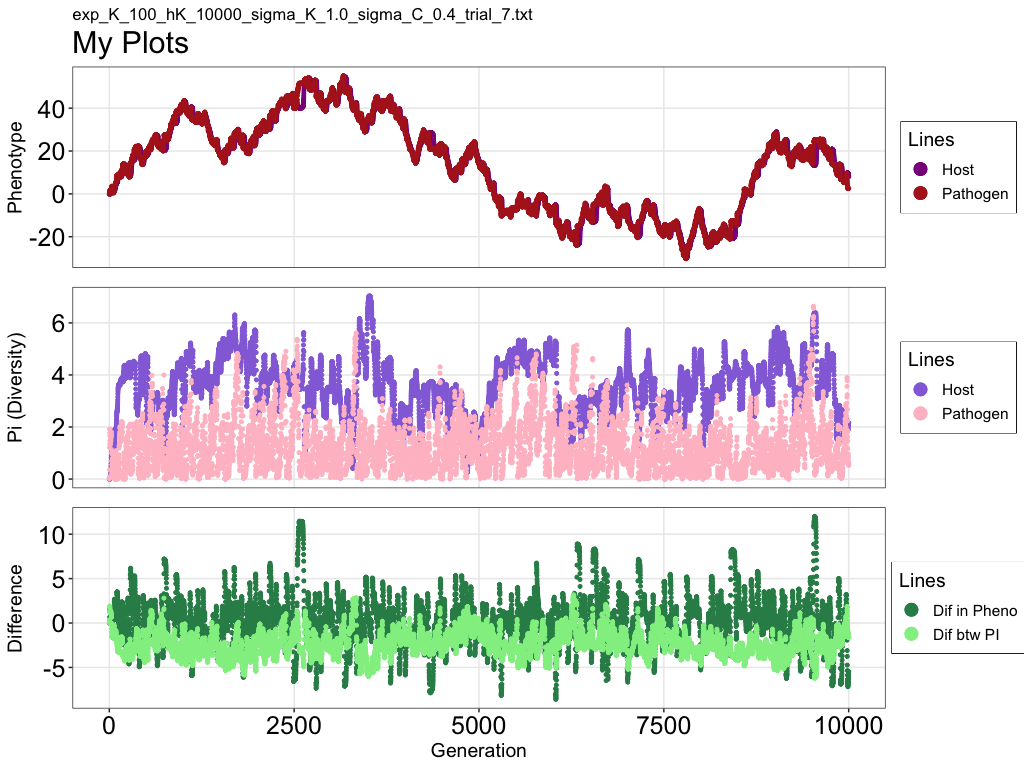 exp_K_100_hK_10000_sigma_K_1.0_sigma_C_0.4_trial_7.txt
My Plots
Phenotype
40
20
0
-20
Lines
Host
Pathogen
Pi (Diversity)
6
4
2
0
Lines
Host
Pathogen
Difference
10
5
0
-5
Lines
Dif in Pheno
Dif btw PI
0
2500
5000
7500
10000
Generation